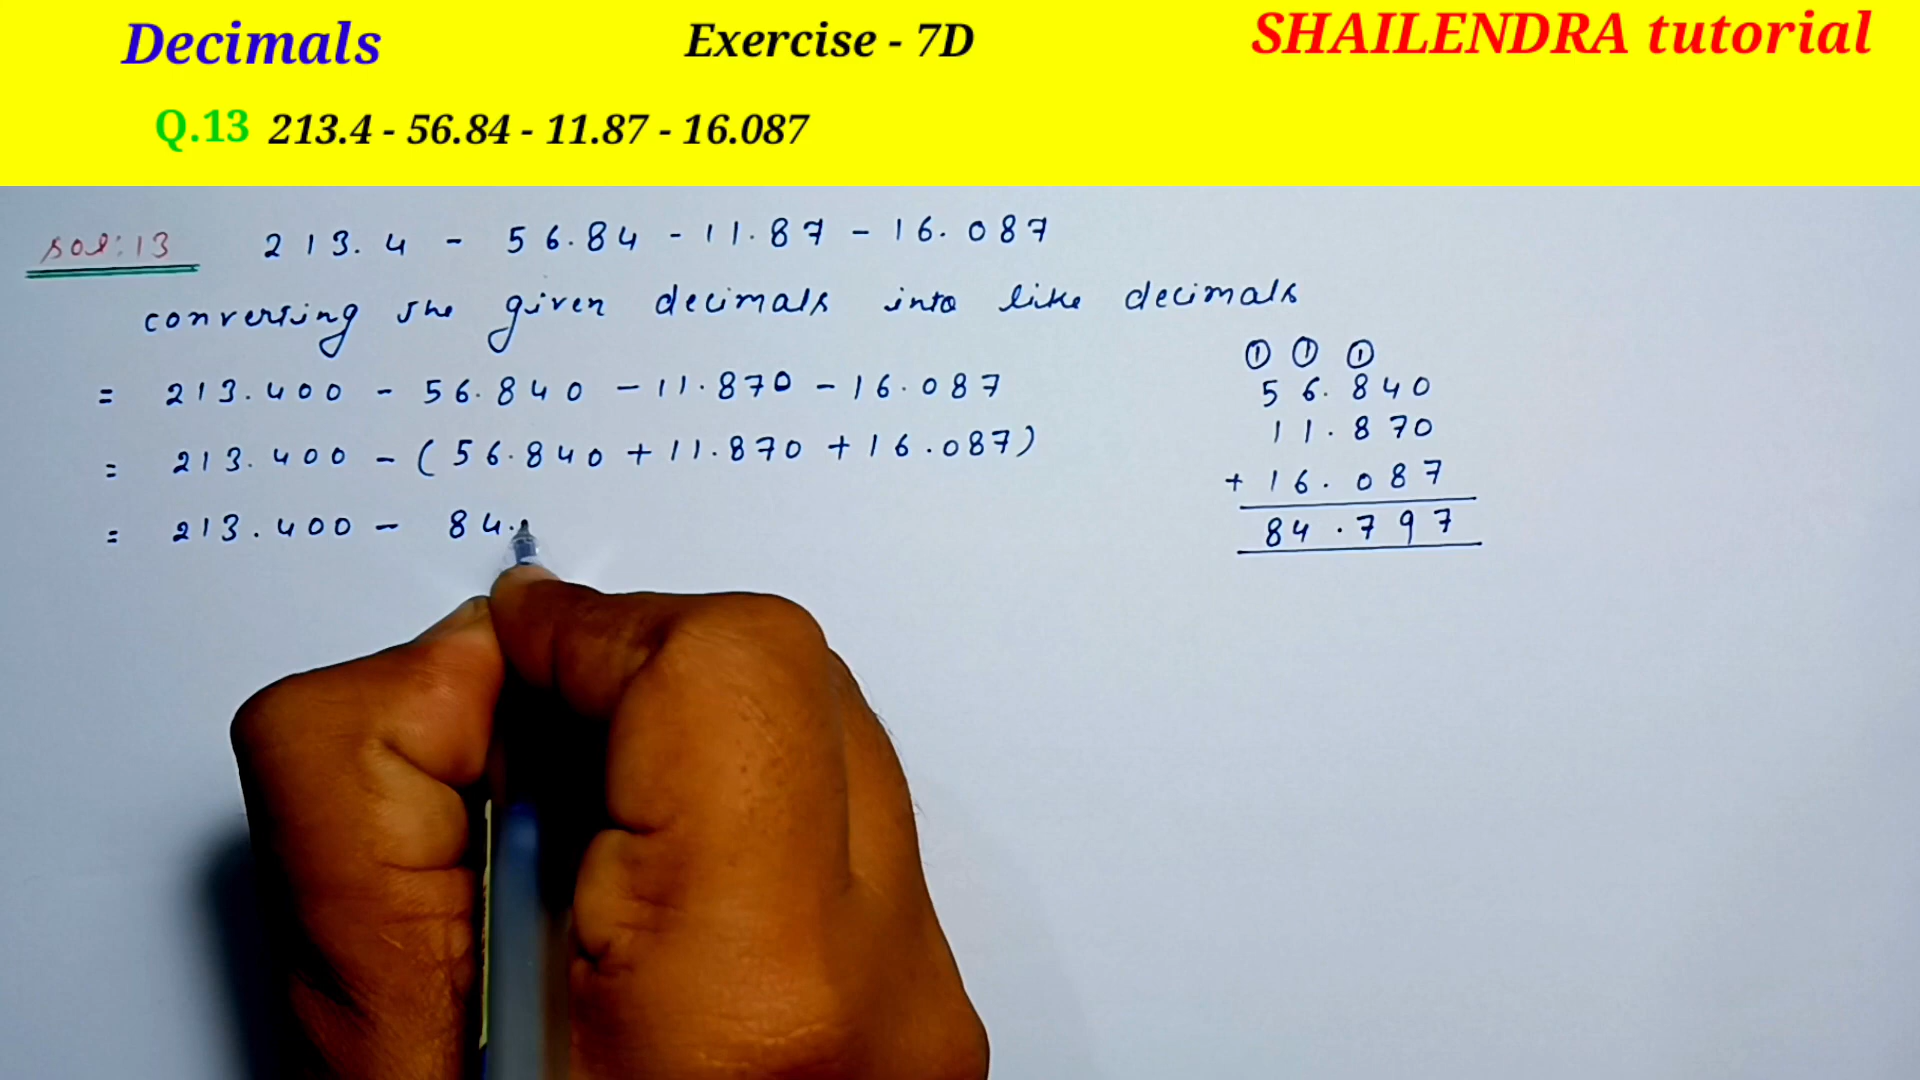 Decimals Exercise - 7D SHAILENDRA tutorial
Q.13 213.4 - 56.84 - 11.87 - 16.087
sol:13 213.4 - 56.84 - 11.87 - 16.087
converting the given decimals into like decimals
= 213.400 - 56.840 - 11.870 - 16.087
= 213.400 - (56.840 + 11.870 + 16.087)
= 213.400 - 84.
1 1 1
56.840
11.870
+ 16.087
84.797